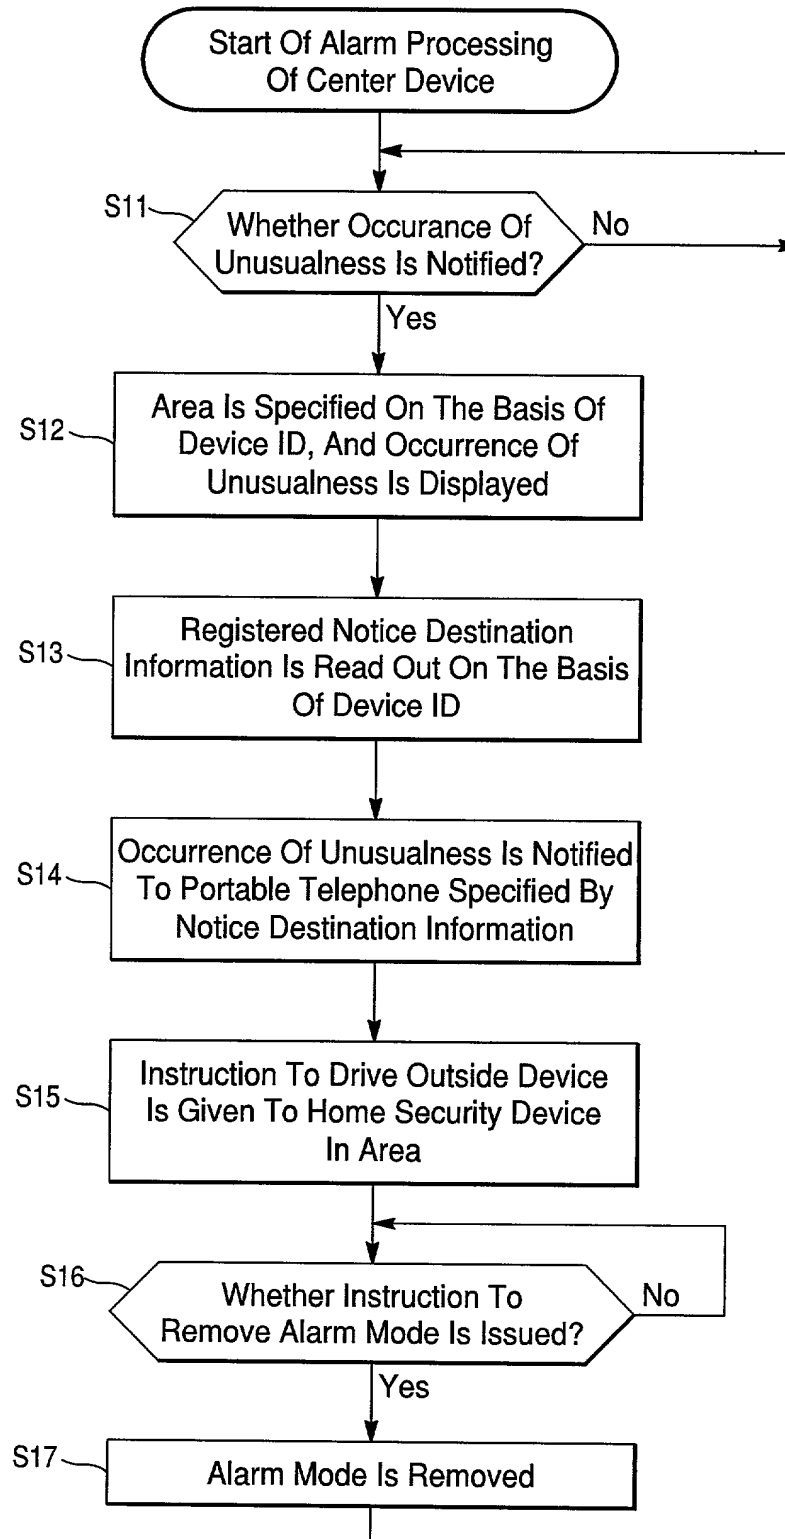 Start Of Alarm Processing
Of Center Device
S11
Whether Occurance Of
Unusualness Is Notified?
No
Yes
S12
Area Is Specified On The Basis Of
Device ID, And Occurrence Of
Unusualness Is Displayed
S13
Registered Notice Destination
Information Is Read Out On The Basis
Of Device ID
S14
Occurrence Of Unusualness Is Notified
To Portable Telephone Specified By
Notice Destination Information
S15
Instruction To Drive Outside Device
Is Given To Home Security Device
In Area
S16
Whether Instruction To
Remove Alarm Mode Is Issued?
No
Yes
S17
Alarm Mode Is Removed